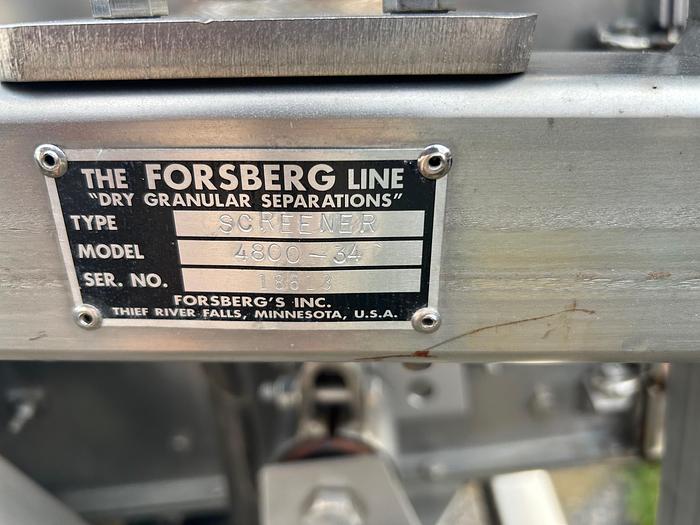 THE FORSBERG LINE
"DRY GRANULAR SEPARATIONS"
TYPE SCREENER
MODEL 4800-34
SER. NO.
FORSBERG'S INC.
THIEF RIVER FALLS, MINNESOTA, U.S.A.